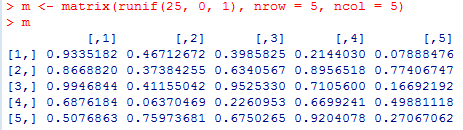 > m <- matrix(runif(25, 0, 1), nrow = 5, ncol = 5)
> m
[,1] [,2] [,3] [,4] [,5]
[1,] 0.9335182 0.46712672 0.3985825 0.2144030 0.07888476
[2,] 0.8668820 0.37384255 0.6340567 0.8956518 0.77406747
[3,] 0.9946844 0.41155042 0.9525330 0.7105600 0.16692192
[4,] 0.6876184 0.06370469 0.2260953 0.6699241 0.49881118
[5,] 0.5076863 0.75973681 0.6750265 0.9204078 0.27067062